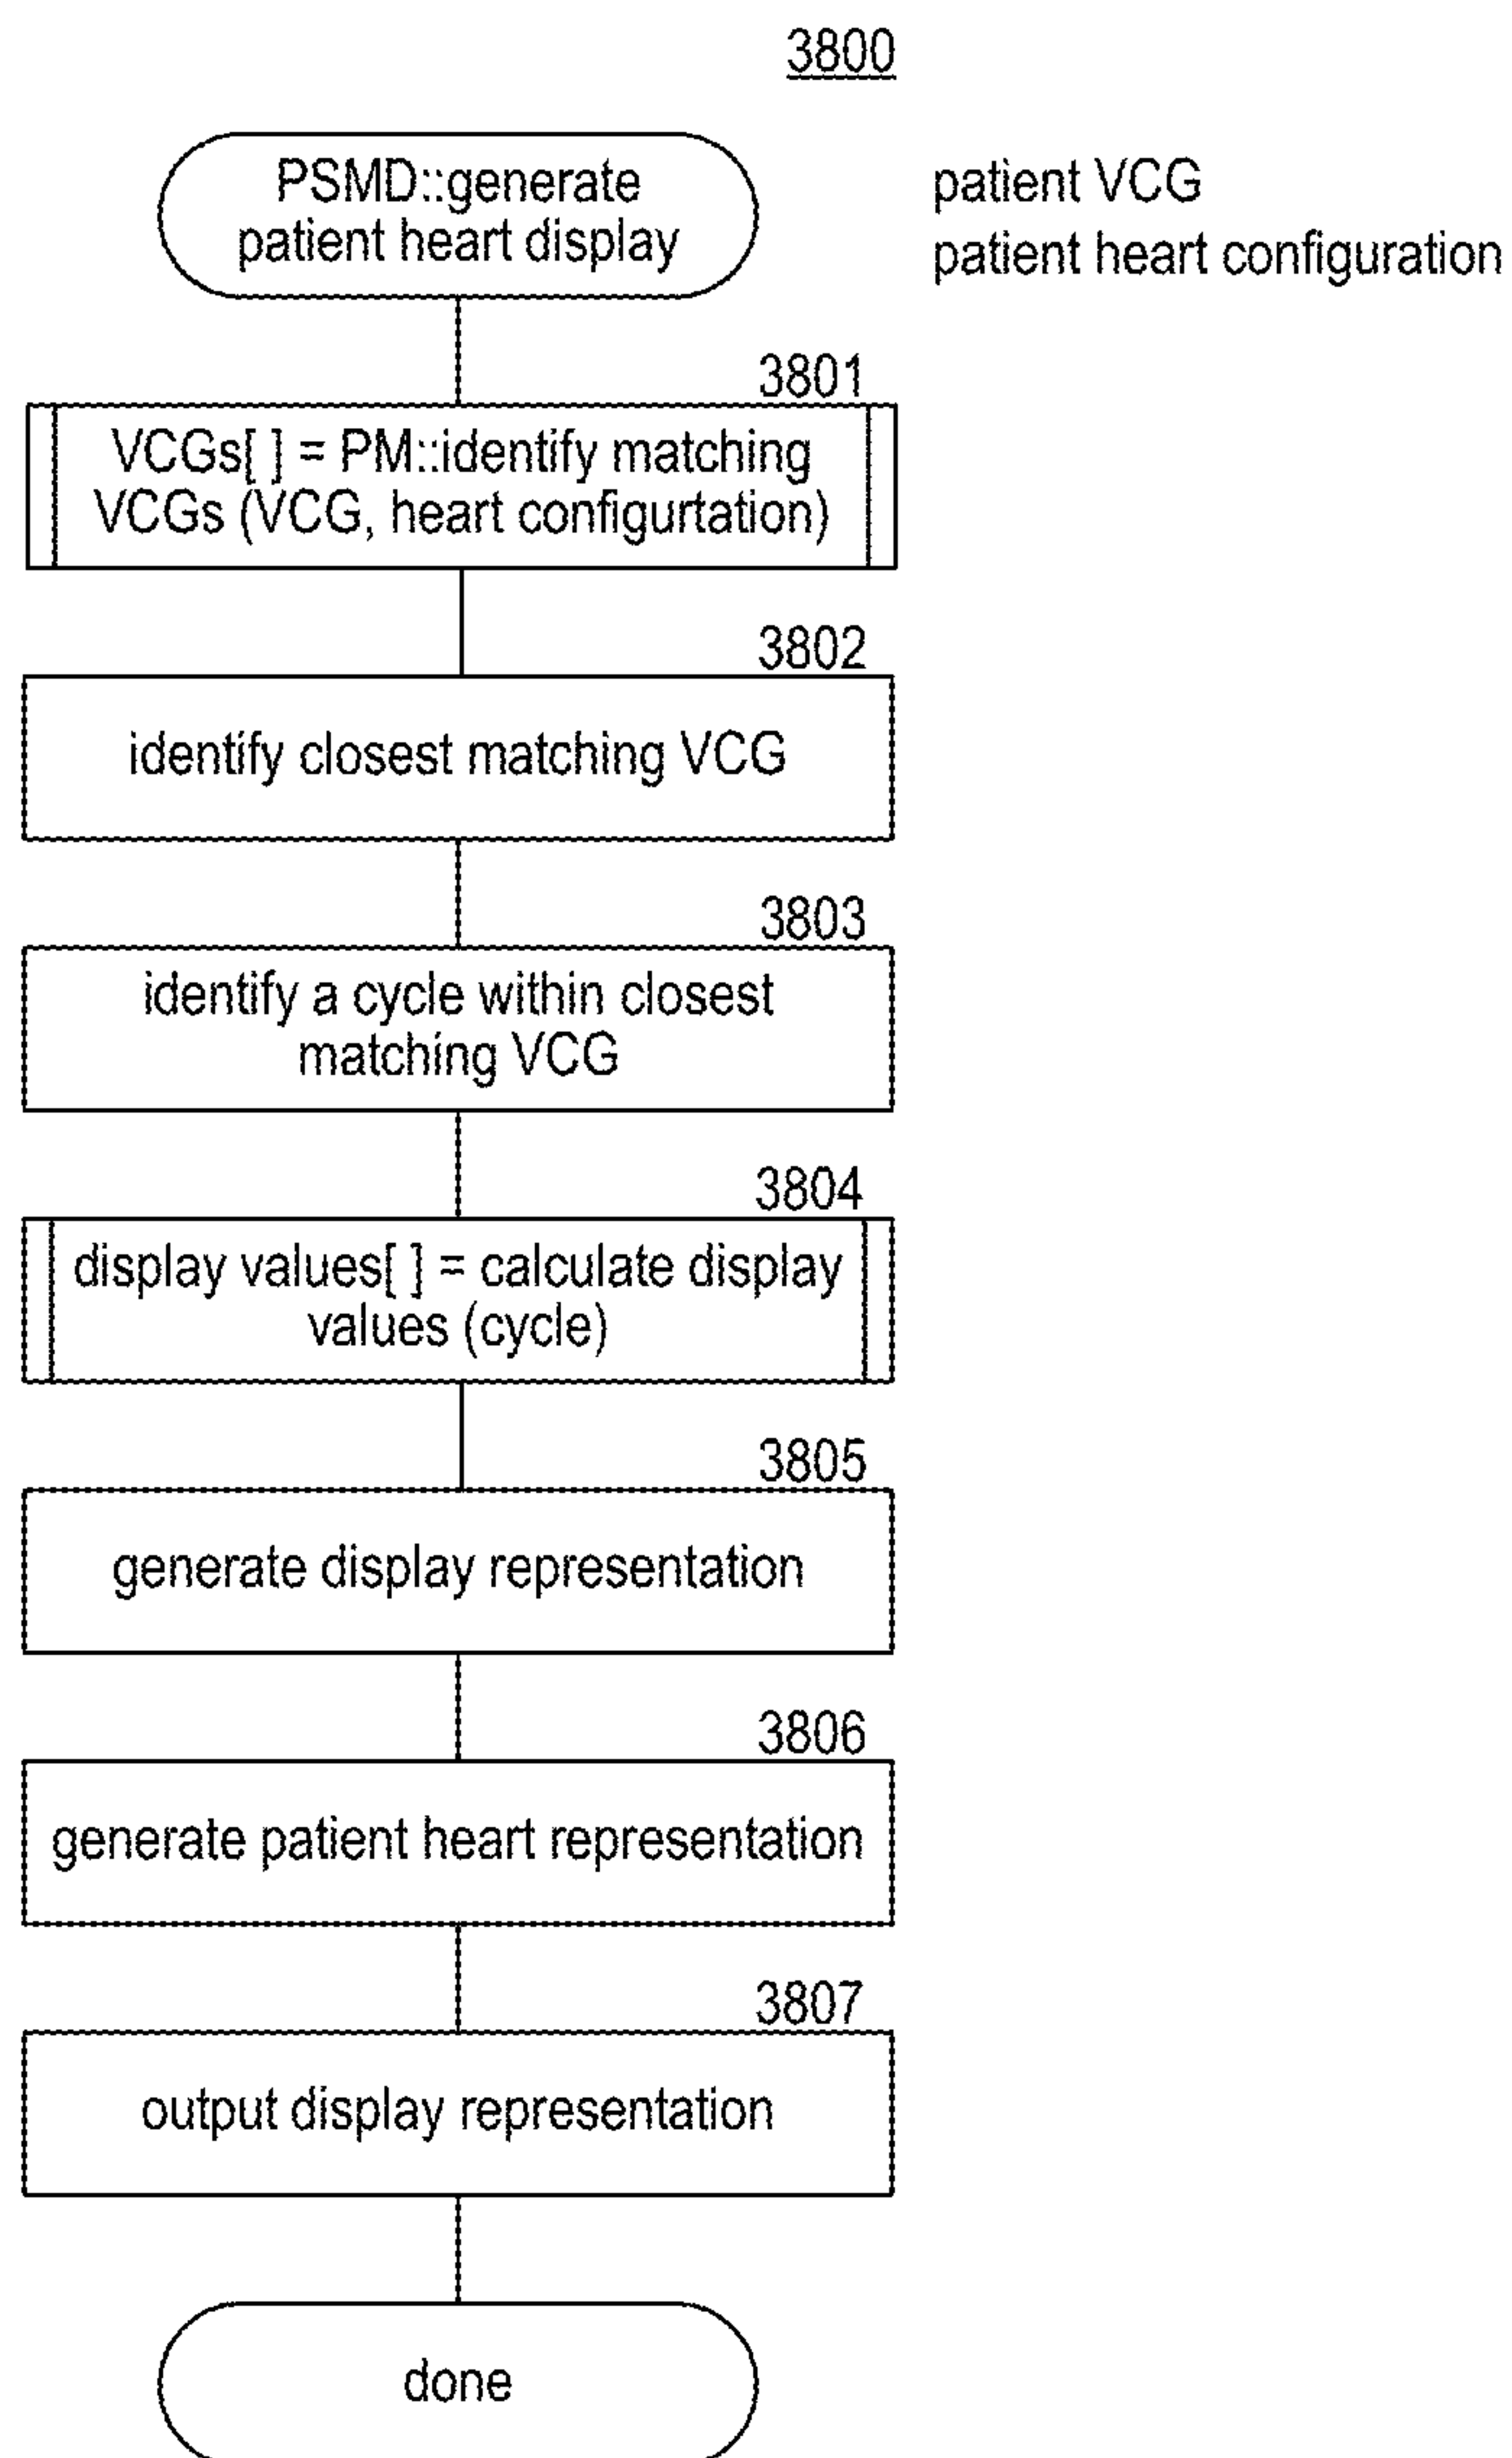 3800
PSMD::generate
patient heart display
patient VCG
patient heart configuration
3801
VCGs[ ] = PM::identify matching
VCGs (VCG, heart configurtation)
3802
identify closest matching VCG
3803
identify a cycle within closest
matching VCG
3804
display values[ ] = calculate display
values (cycle)
3805
generate display representation
3806
generate patient heart representation
3807
output display representation
done